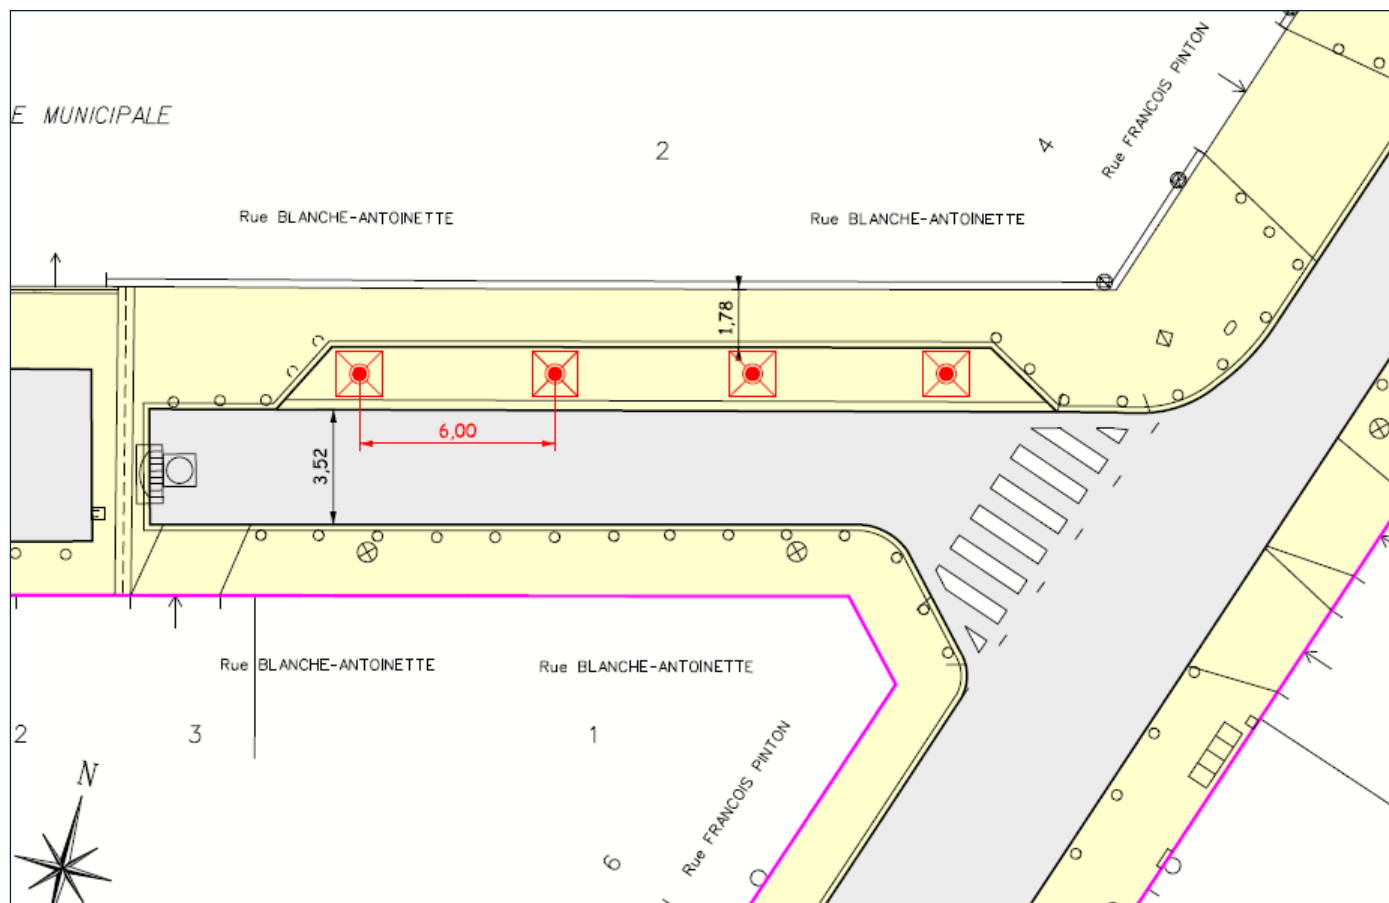 Rue FRANCOIS PINTON
E MUNICIPALE
2
4
Rue BLANCHE-ANTOINETTE
Rue BLANCHE-ANTOINETTE
1,78
6,00
3,52
Rue BLANCHE-ANTOINETTE
Rue BLANCHE-ANTOINETTE
2
3
1
Rue FRANCOIS PINTON
N
6